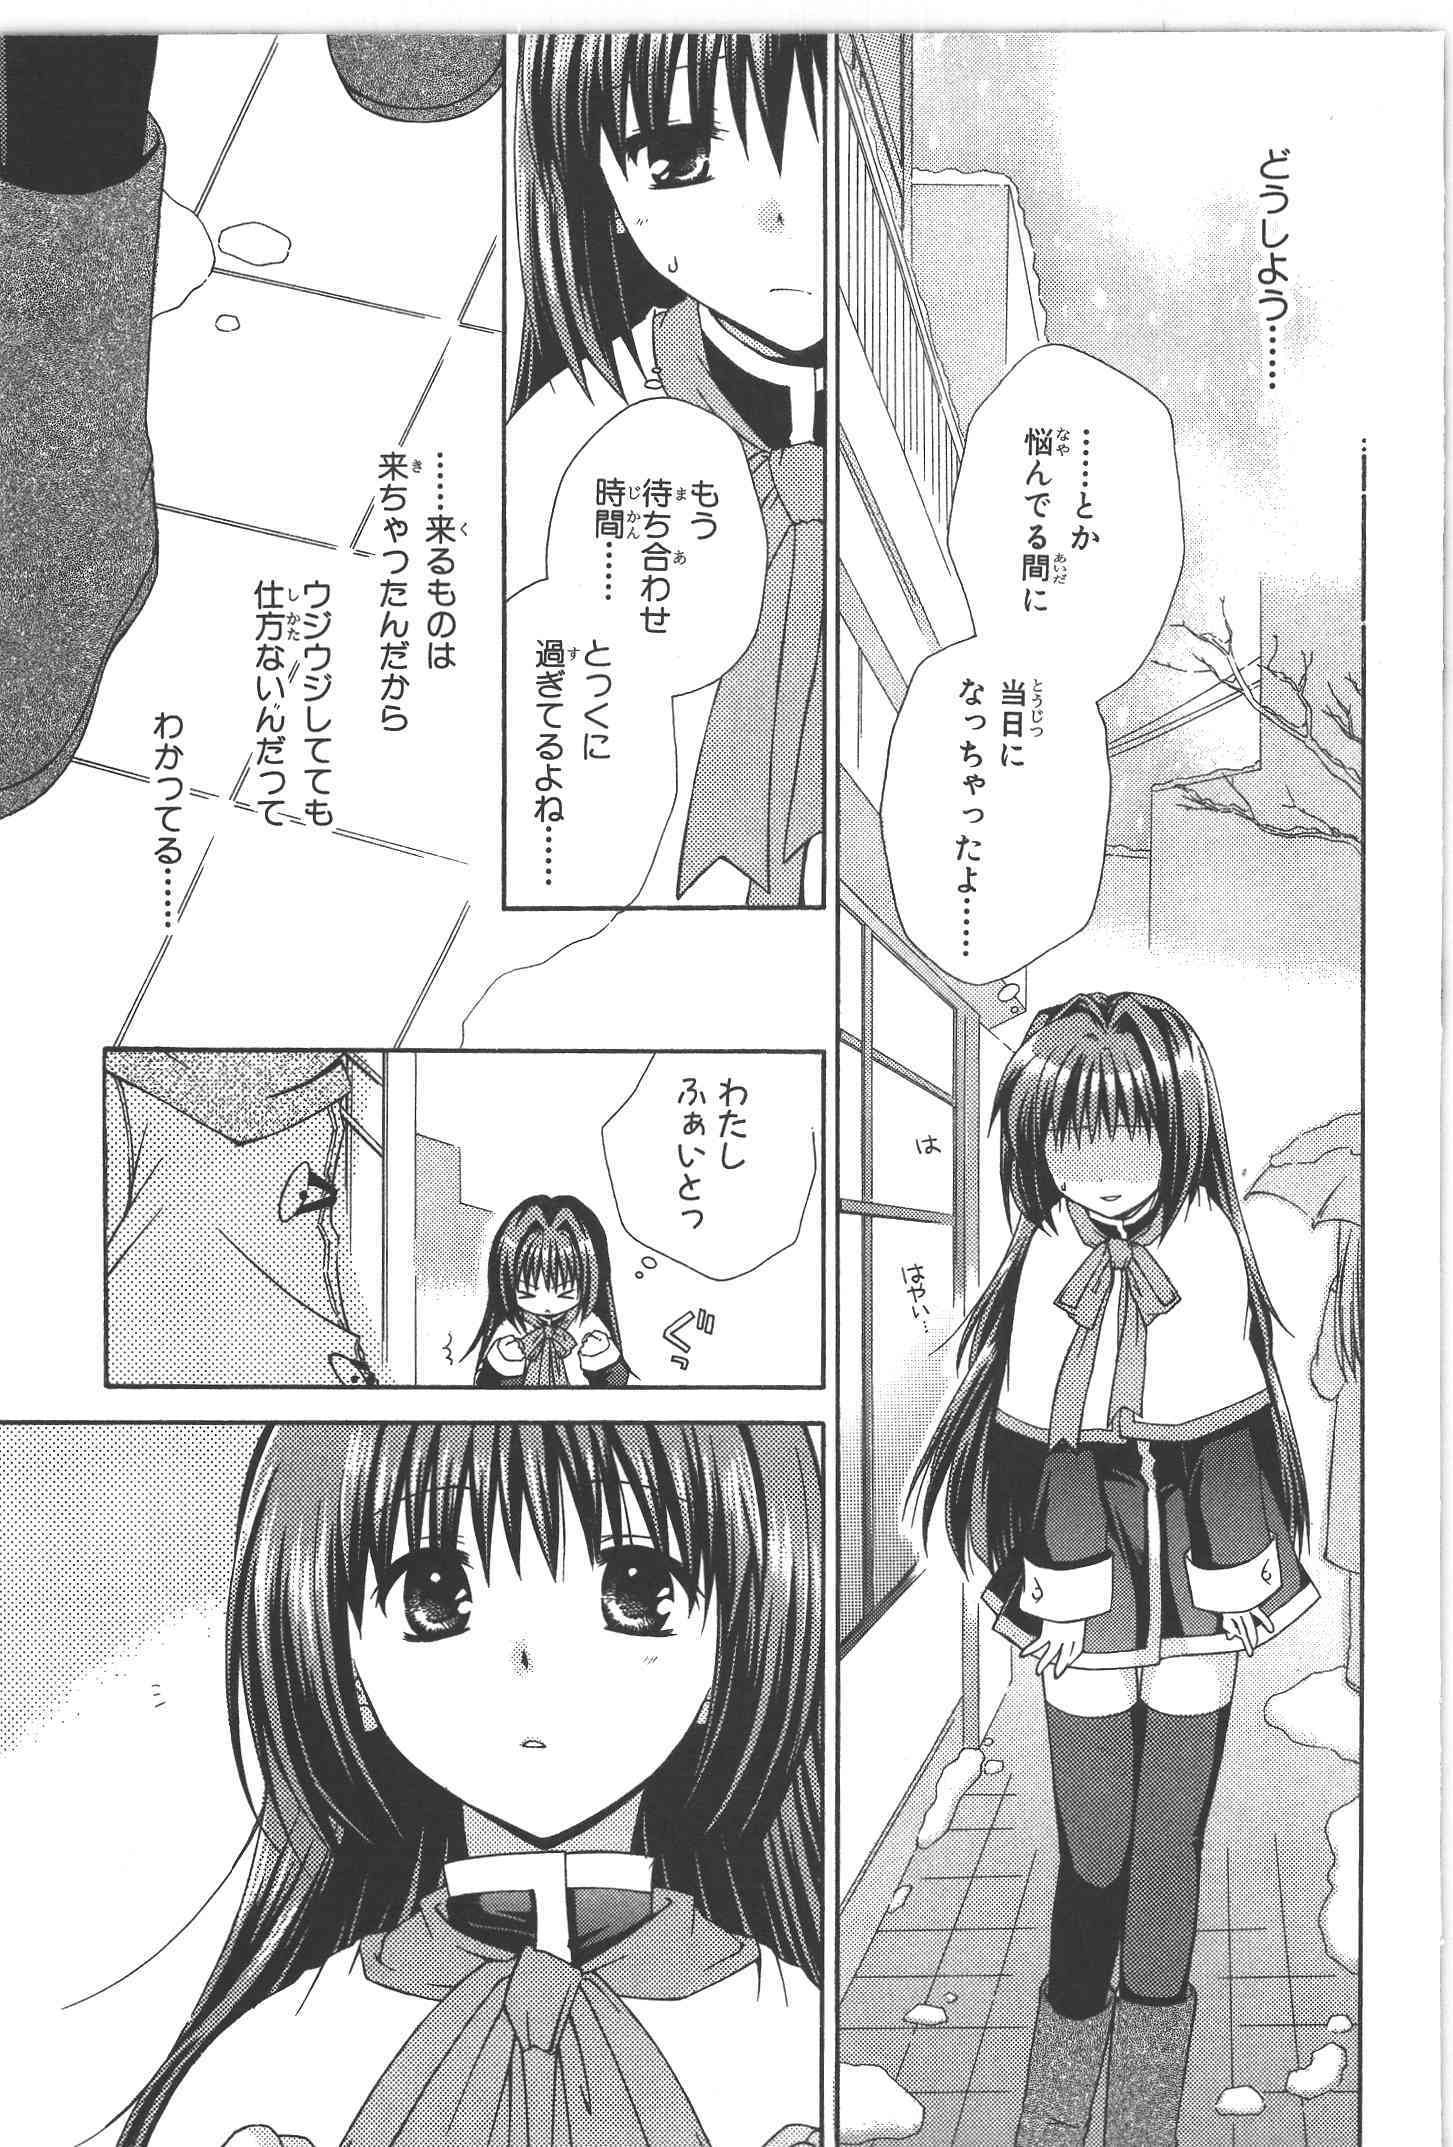 どうしよう……
……とか
悩んでる間に
当日に
なっちゃったよ……
は
はやい…
もう
待ち合わせ
時間……
とっくに
過ぎてるよね……
……来るものは
来ちゃったんだから
ウジウジしてても
仕方ないんだって
わかってる……
わたし
ふぁいとっ
ぐっ